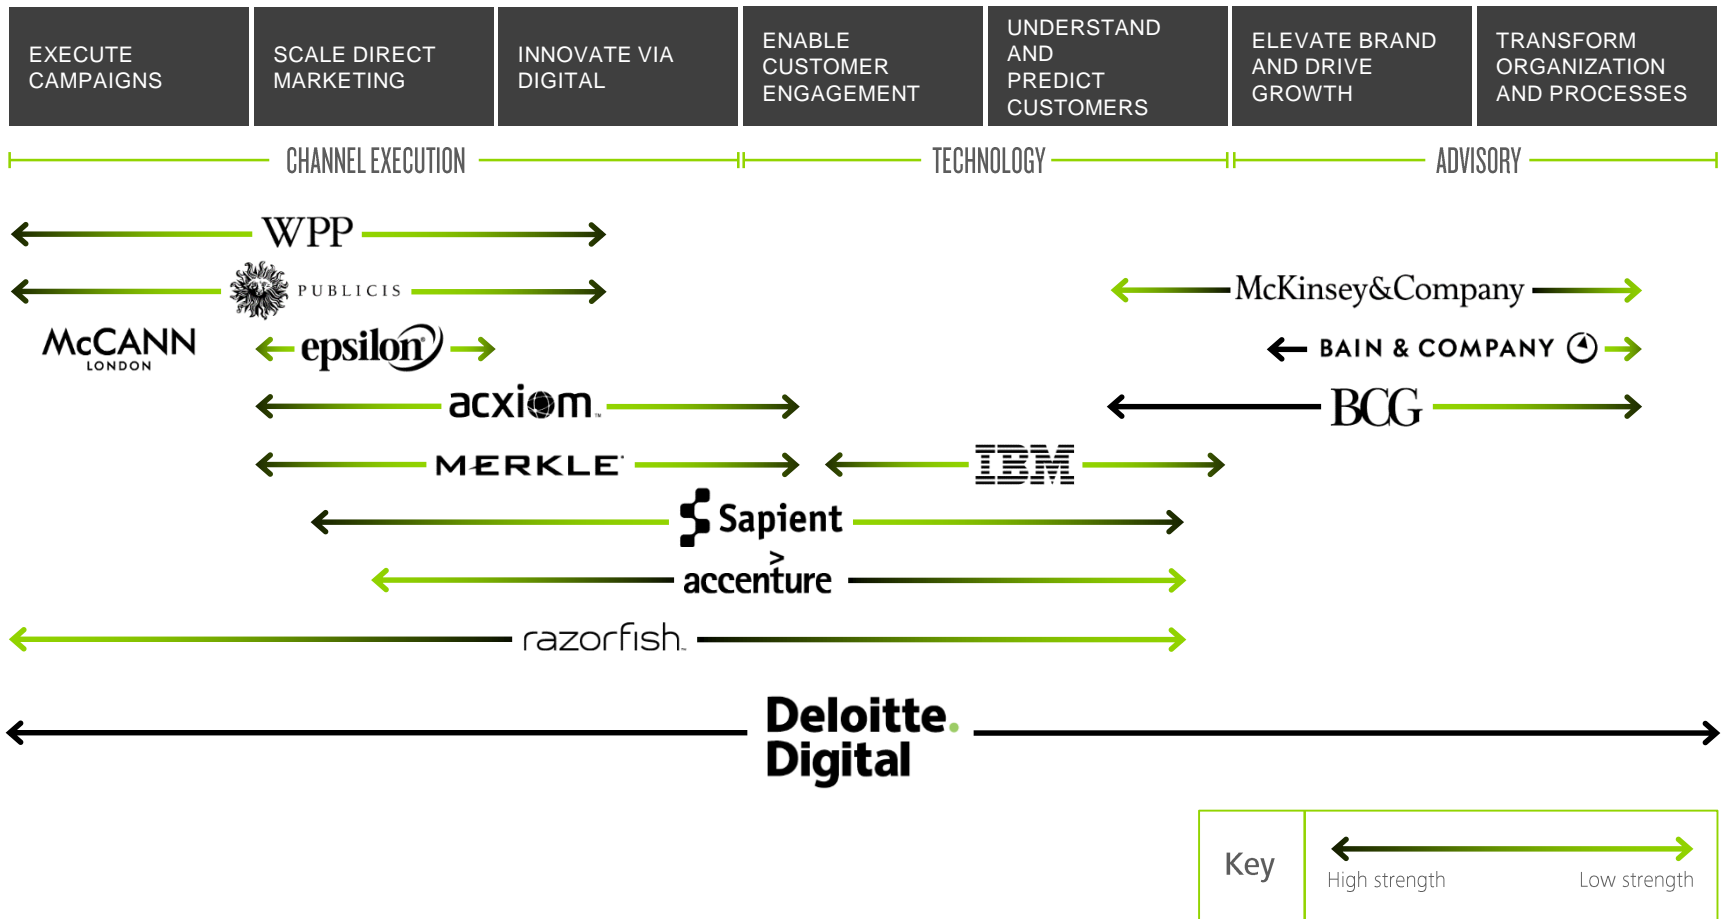 EXECUTE
CAMPAIGNS
SCALE DIRECT
MARKETING
INNOVATE VIA
DIGITAL
ENABLE
CUSTOMER
ENGAGEMENT
UNDERSTAND
AND
PREDICT
CUSTOMERS
ELEVATE BRAND
AND DRIVE
GROWTH
TRANSFORM
ORGANIZATION
AND PROCESSES
CHANNEL EXECUTION
TECHNOLOGY
ADVISORY
WPP
PUBLICIS
McKinsey&Company
McCANN
LONDON
epsilon
BAIN & COMPANY
acxiom
BCG
MERKLE
IBM
Sapient
>
accenture
razorfish
Deloitte.
Digital
Key
High strength
Low strength